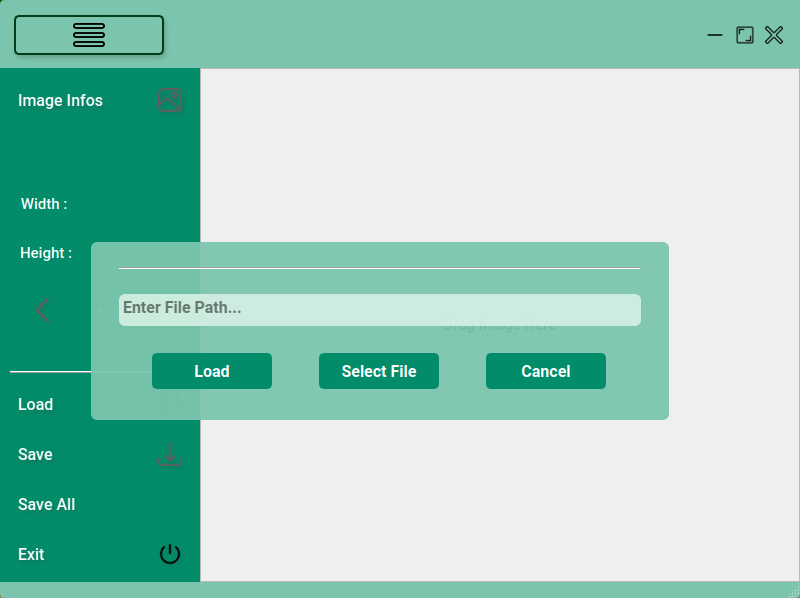 Image Infos
Width :
Height :
Enter File Path...
Drag Image Here
Load
Select File
Cancel
Load
Save
Save All
Exit